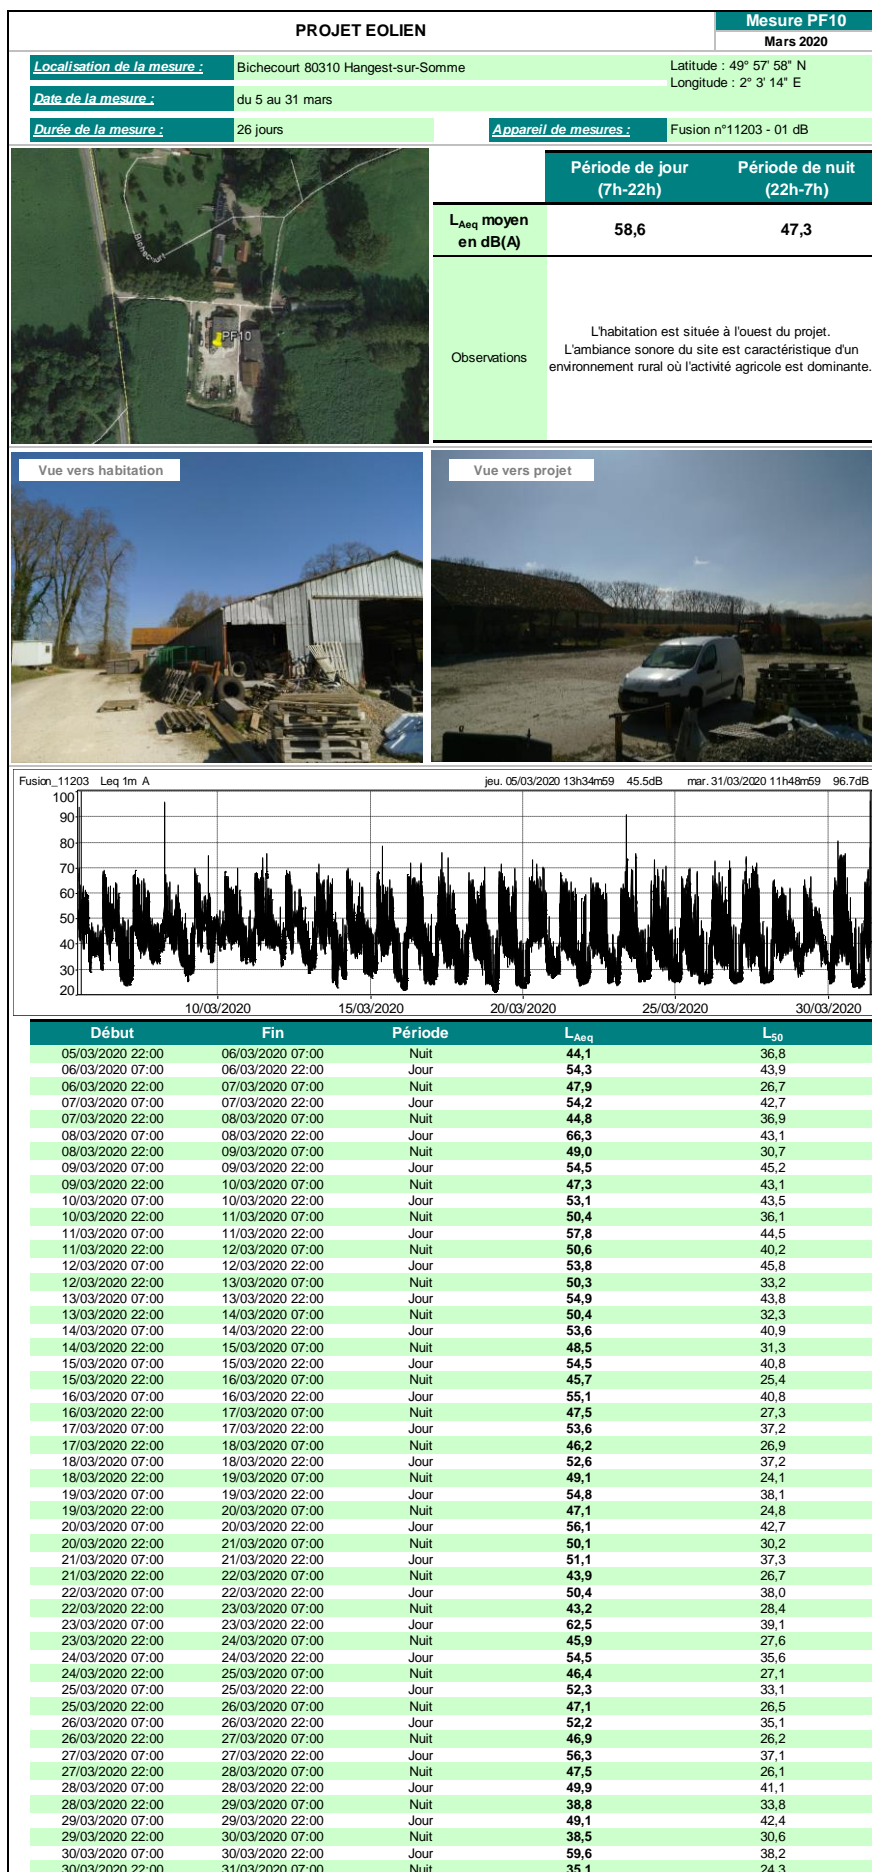 PROJET EOLIEN
Mesure PF10
Mars 2020
Localisation de la mesure :
Bichecourt 80310 Hangest-sur-Somme
Latitude : 49° 57' 58" N
Longitude : 2° 3' 14" E
Date de la mesure :
du 5 au 31 mars
Durée de la mesure :
26 jours
Appareil de mesures :
Fusion n°11203 - 01 dB
Bichecourt
PF10
Période de jour
(7h-22h)
Période de nuit
(22h-7h)
LAeq moyen
en dB(A)
58,6
47,3
Observations
L'habitation est située à l'ouest du projet.
L'ambiance sonore du site est caractéristique d'un
environnement rural où l'activité agricole est dominante.
Vue vers habitation
Vue vers projet
Fusion_11203 Leq 1m A jeu. 05/03/2020 13h34m59 45.5dB mar. 31/03/2020 11h48m59 96.7dB
100
90
80
70
60
50
40
30
20
10/03/2020 15/03/2020 20/03/2020 25/03/2020 30/03/2020
Début Fin Période LAeq L50
05/03/2020 22:00 06/03/2020 07:00 Nuit 44,1 36,8
06/03/2020 07:00 06/03/2020 22:00 Jour 54,3 43,9
06/03/2020 22:00 07/03/2020 07:00 Nuit 47,9 26,7
07/03/2020 07:00 07/03/2020 22:00 Jour 54,2 42,7
07/03/2020 22:00 08/03/2020 07:00 Nuit 44,8 36,9
08/03/2020 07:00 08/03/2020 22:00 Jour 66,3 43,1
08/03/2020 22:00 09/03/2020 07:00 Nuit 49,0 30,7
09/03/2020 07:00 09/03/2020 22:00 Jour 54,5 45,2
09/03/2020 22:00 10/03/2020 07:00 Nuit 47,3 43,1
10/03/2020 07:00 10/03/2020 22:00 Jour 53,1 43,5
10/03/2020 22:00 11/03/2020 07:00 Nuit 50,4 36,1
11/03/2020 07:00 11/03/2020 22:00 Jour 57,8 44,5
11/03/2020 22:00 12/03/2020 07:00 Nuit 50,6 40,2
12/03/2020 07:00 12/03/2020 22:00 Jour 53,8 45,8
12/03/2020 22:00 13/03/2020 07:00 Nuit 50,3 33,2
13/03/2020 07:00 13/03/2020 22:00 Jour 54,9 43,8
13/03/2020 22:00 14/03/2020 07:00 Nuit 50,4 32,3
14/03/2020 07:00 14/03/2020 22:00 Jour 53,6 40,9
14/03/2020 22:00 15/03/2020 07:00 Nuit 48,5 31,3
15/03/2020 07:00 15/03/2020 22:00 Jour 54,5 40,8
15/03/2020 22:00 16/03/2020 07:00 Nuit 45,7 25,4
16/03/2020 07:00 16/03/2020 22:00 Jour 55,1 40,8
16/03/2020 22:00 17/03/2020 07:00 Nuit 47,5 27,3
17/03/2020 07:00 17/03/2020 22:00 Jour 53,6 37,2
17/03/2020 22:00 18/03/2020 07:00 Nuit 46,2 26,9
18/03/2020 07:00 18/03/2020 22:00 Jour 52,6 37,2
18/03/2020 22:00 19/03/2020 07:00 Nuit 49,1 24,1
19/03/2020 07:00 19/03/2020 22:00 Jour 54,8 38,1
19/03/2020 22:00 20/03/2020 07:00 Nuit 47,1 24,8
20/03/2020 07:00 20/03/2020 22:00 Jour 56,1 42,7
20/03/2020 22:00 21/03/2020 07:00 Nuit 50,1 30,2
21/03/2020 07:00 21/03/2020 22:00 Jour 51,1 37,3
21/03/2020 22:00 22/03/2020 07:00 Nuit 43,9 26,7
22/03/2020 07:00 22/03/2020 22:00 Jour 50,4 38,0
22/03/2020 22:00 23/03/2020 07:00 Nuit 43,2 28,4
23/03/2020 07:00 23/03/2020 22:00 Jour 62,5 39,1
23/03/2020 22:00 24/03/2020 07:00 Nuit 45,9 27,6
24/03/2020 07:00 24/03/2020 22:00 Jour 54,5 35,6
24/03/2020 22:00 25/03/2020 07:00 Nuit 46,4 27,1
25/03/2020 07:00 25/03/2020 22:00 Jour 52,3 33,1
25/03/2020 22:00 26/03/2020 07:00 Nuit 47,1 26,5
26/03/2020 07:00 26/03/2020 22:00 Jour 52,2 35,1
26/03/2020 22:00 27/03/2020 07:00 Nuit 46,9 26,2
27/03/2020 07:00 27/03/2020 22:00 Jour 56,3 37,1
27/03/2020 22:00 28/03/2020 07:00 Nuit 47,5 26,1
28/03/2020 07:00 28/03/2020 22:00 Jour 49,9 41,1
28/03/2020 22:00 29/03/2020 07:00 Nuit 38,8 33,8
29/03/2020 07:00 29/03/2020 22:00 Jour 49,1 42,4
29/03/2020 22:00 30/03/2020 07:00 Nuit 38,5 30,6
30/03/2020 07:00 30/03/2020 22:00 Jour 59,6 38,2
30/03/2020 22:00 31/03/2020 07:00 Nuit 35,1 24,3